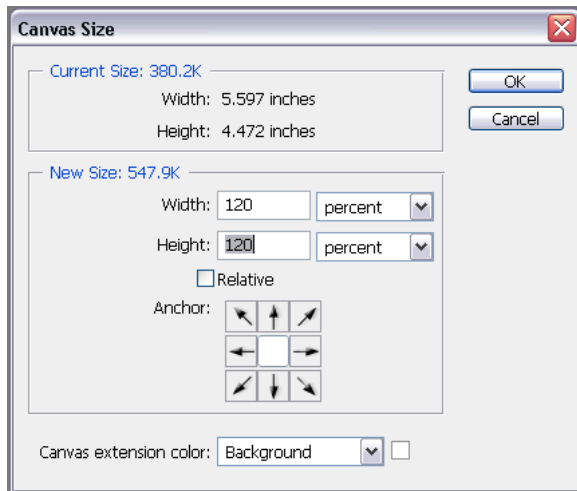 Canvas Size
Current Size: 380.2K
Width: 5.597 inches
Height: 4.472 inches
OK
Cancel
New Size: 547.9K
Width: 120 percent
Height: 120 percent
Relative
Anchor:
Canvas extension color: Background